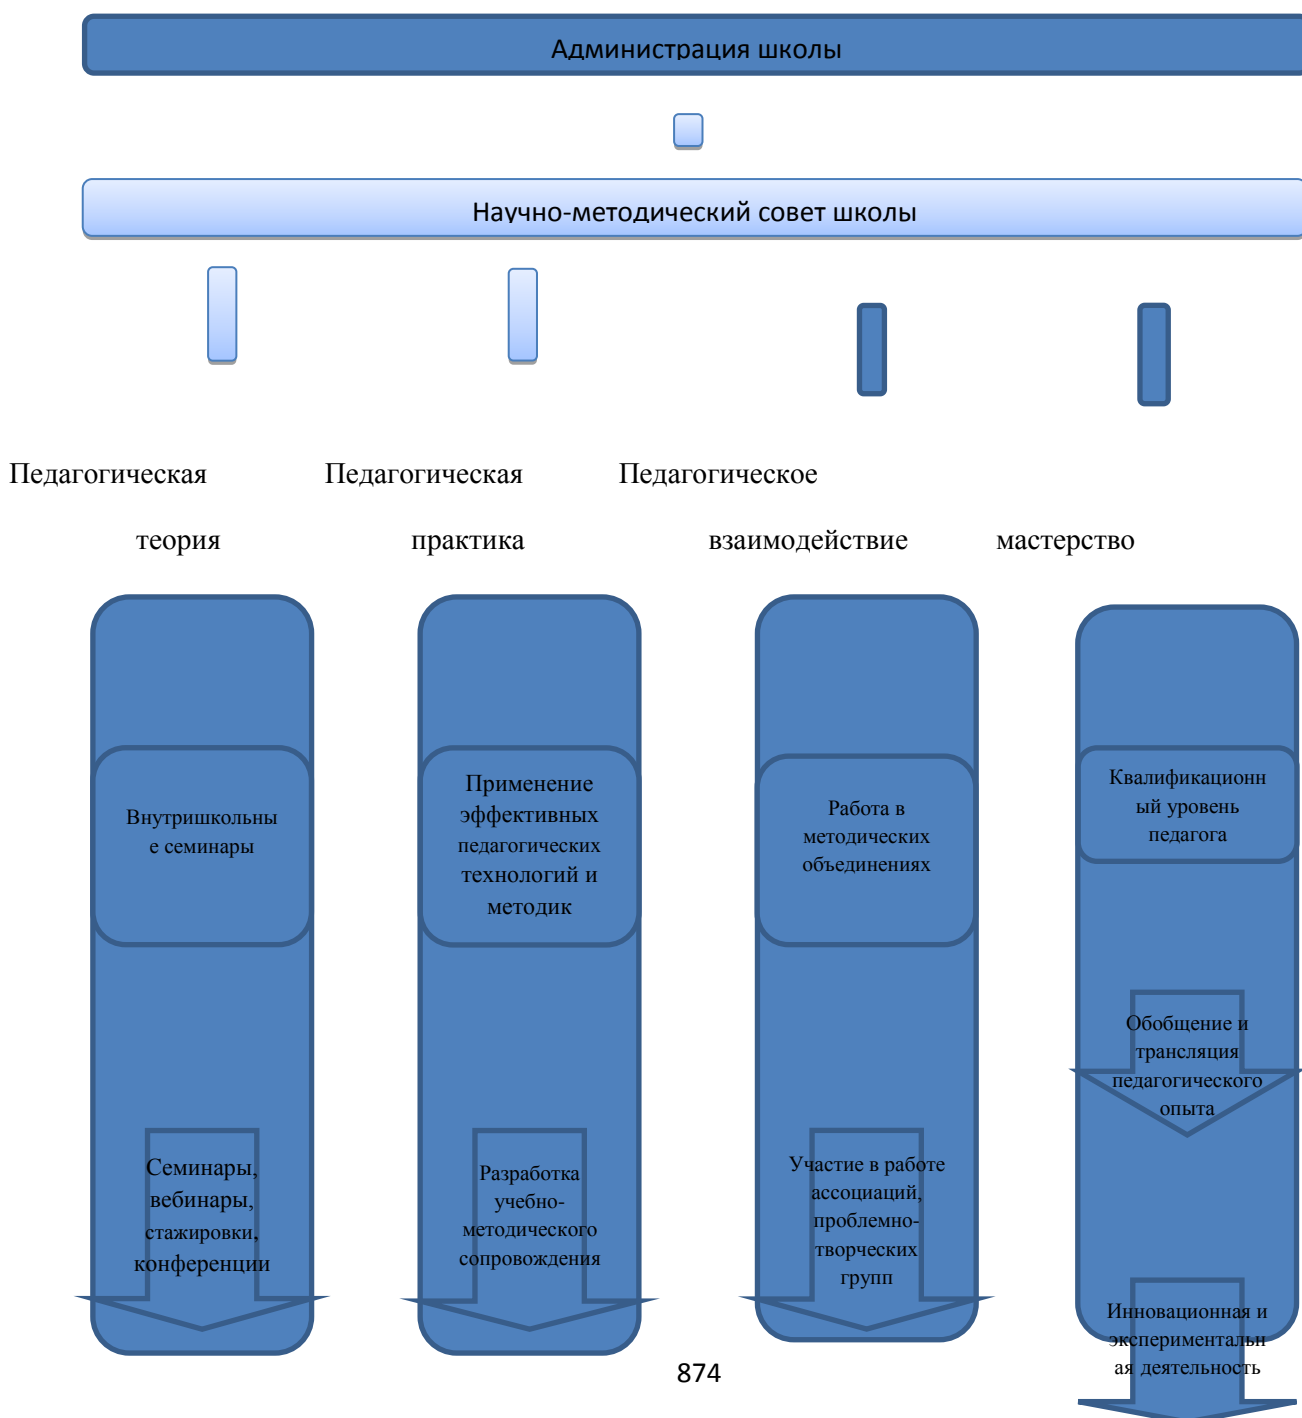 Администрация школы
Научно-методический совет школы
Педагогическая Педагогическая Педагогическое
теория практика взаимодействие мастерство
Внутришкольны
е семинары
Применение
эффективных
педагогических
технологий и
методик
Работа в
методических
объединениях
Квалификационн
ый уровень
педагога
Обобщение и
трансляция
педагогического
опыта
Семинары,
вебинары,
стажировки,
конференции
Разработка
учебно-
методического
сопровождения
Участие в работе
ассоциаций,
проблемно-
творческих
групп
Инновационная и
экспериментальн
ая деятельность
874